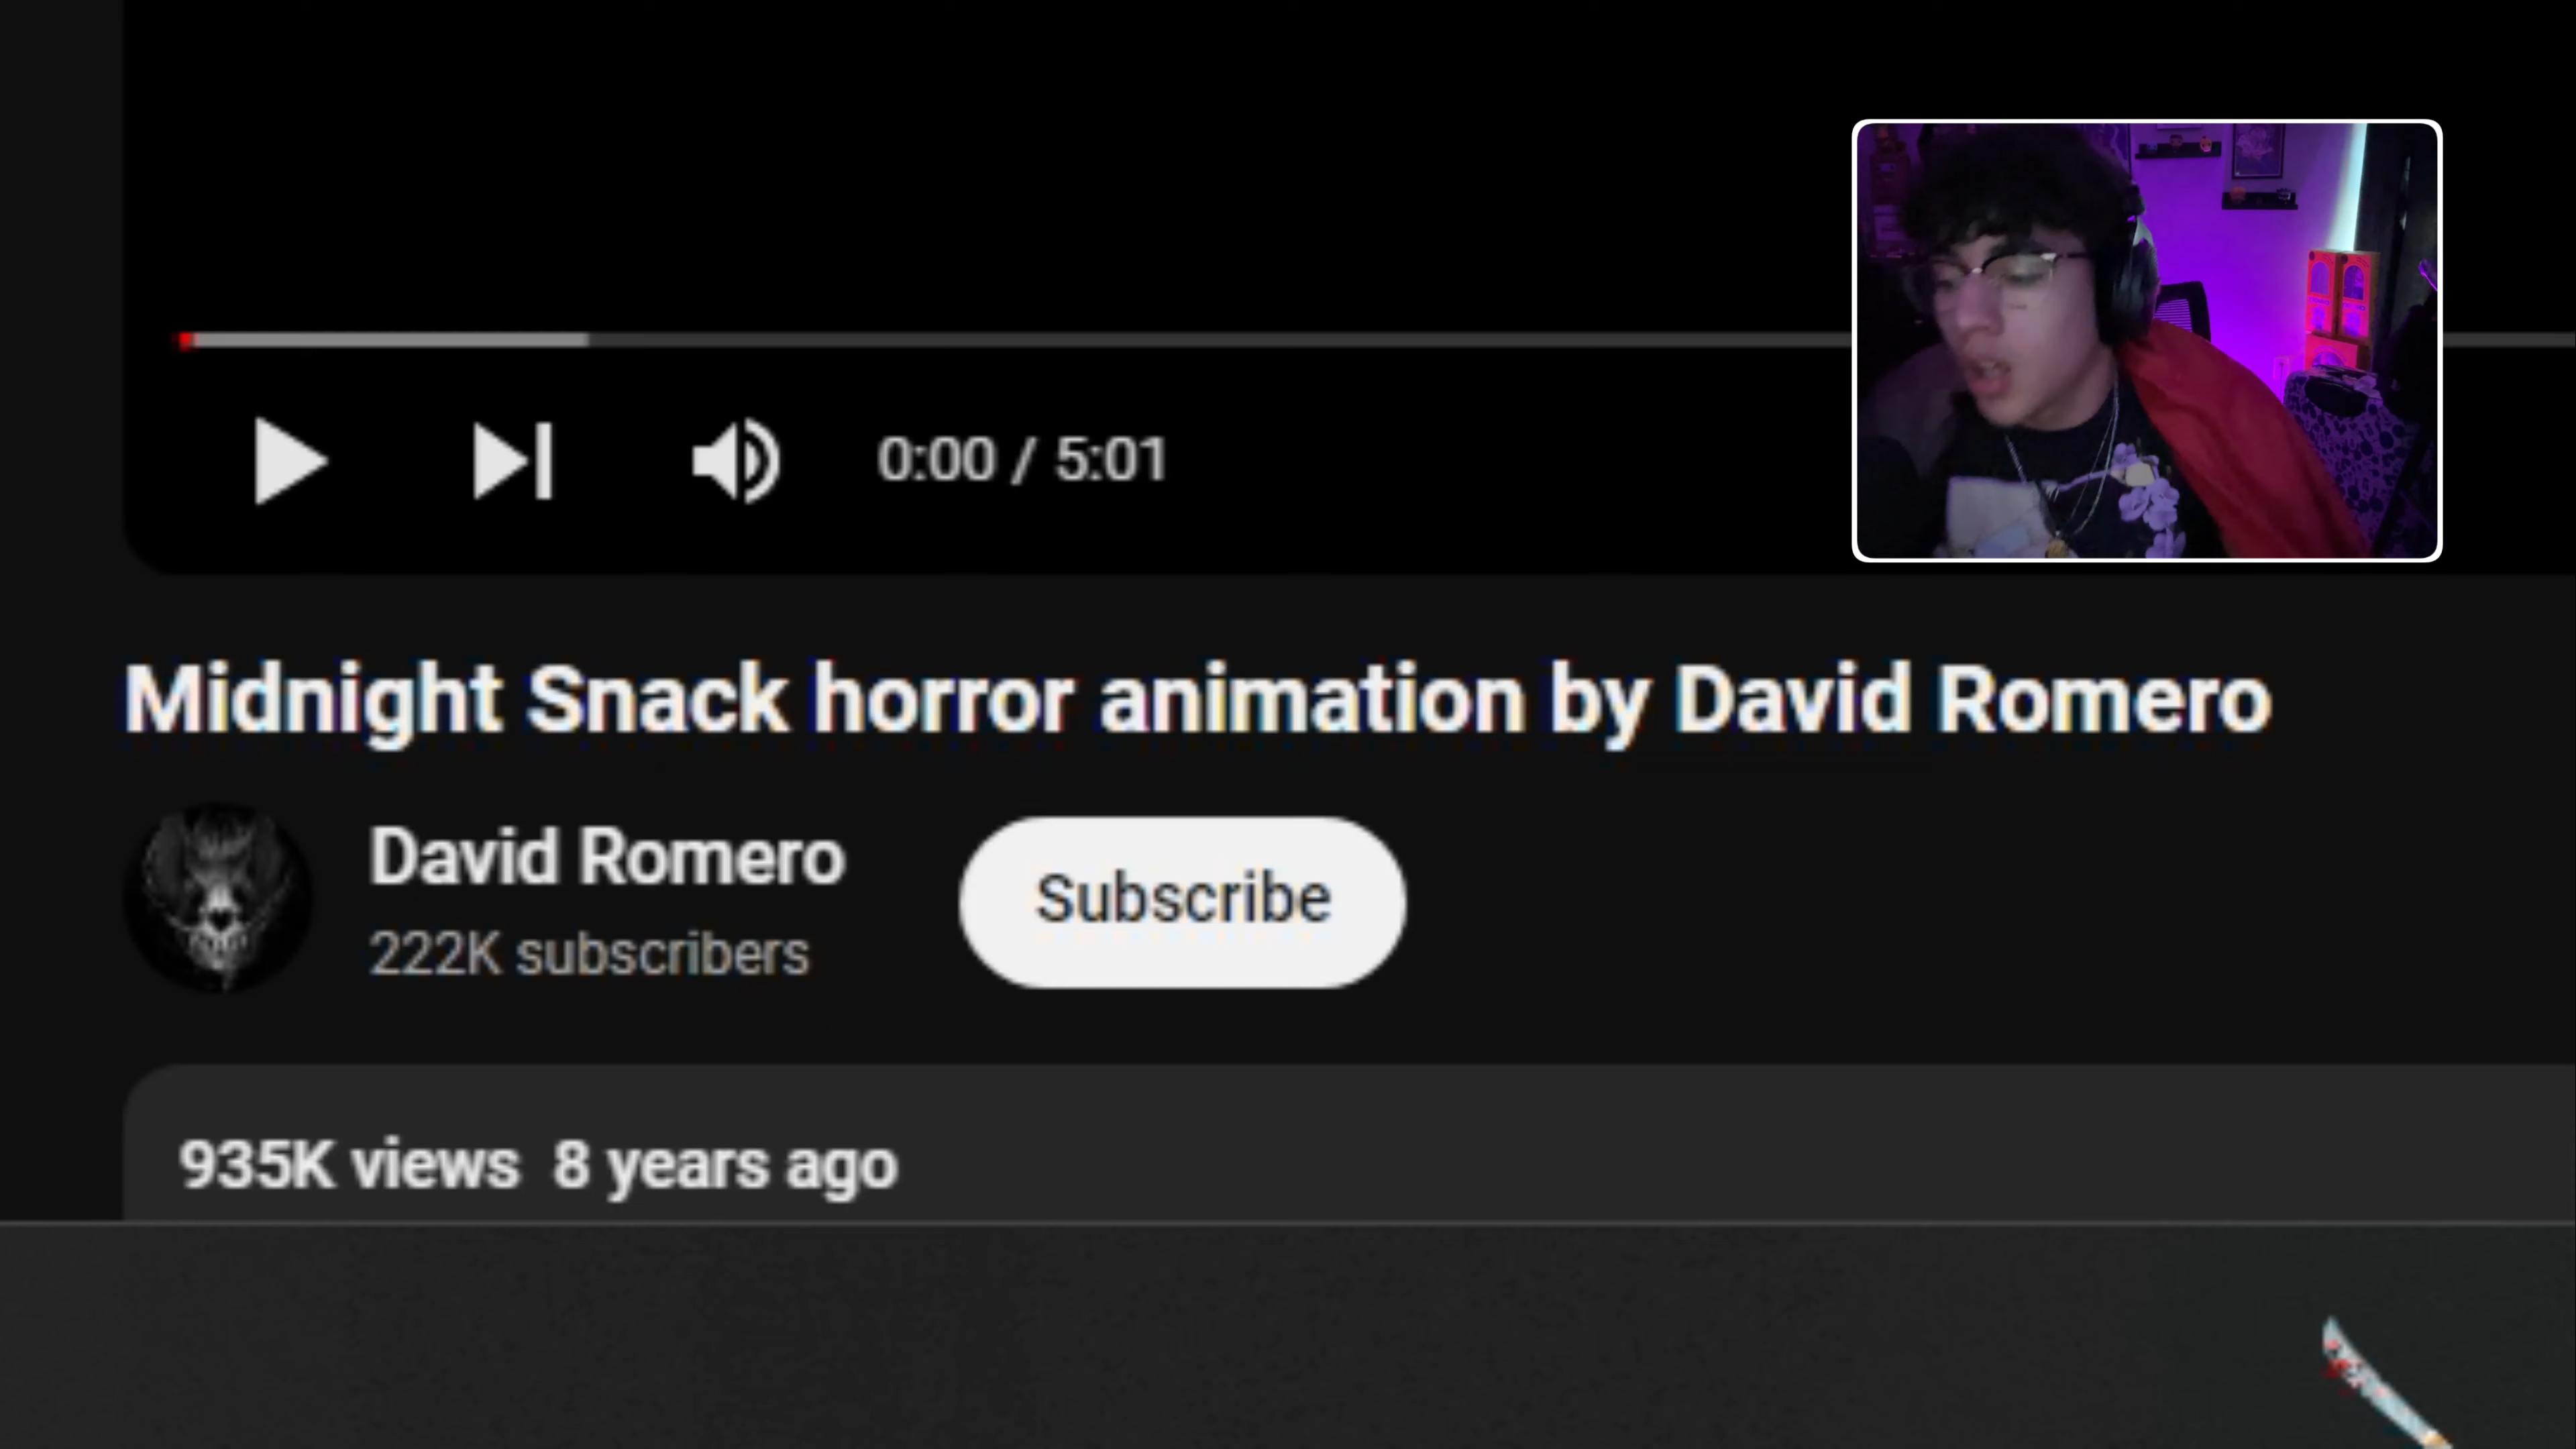 0:00 / 5:01
Midnight Snack horror animation by David Romero
David Romero
Subscribe
222K subscribers
935K views 8 years ago